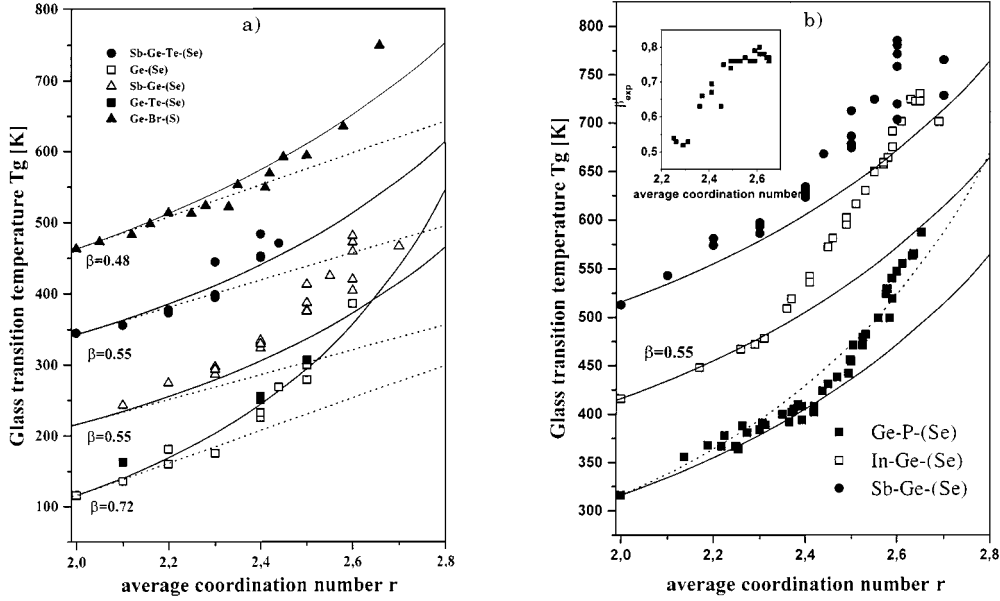 a)
Glass transition temperature Tg [K]
800
700
600
500
400
300
200
100
Sb-Ge-Te-(Se)
Ge-(Se)
Sb-Ge-(Se)
Ge-Te-(Se)
Ge-Br-(S)
β=0.48
β=0.55
β=0.55
β=0.72
2,0
2,2
2,4
2,6
2,8
average coordination number r
b)
Glass transition temperature Tg [K]
800
750
700
650
600
550
500
450
400
350
300
βexp
0,8
0,7
0,6
0,5
2,2
2,4
2,6
average coordination number
β=0.55
Ge-P-(Se)
In-Ge-(Se)
Sb-Ge-(Se)
2,0
2,2
2,4
2,6
2,8
average coordination number r